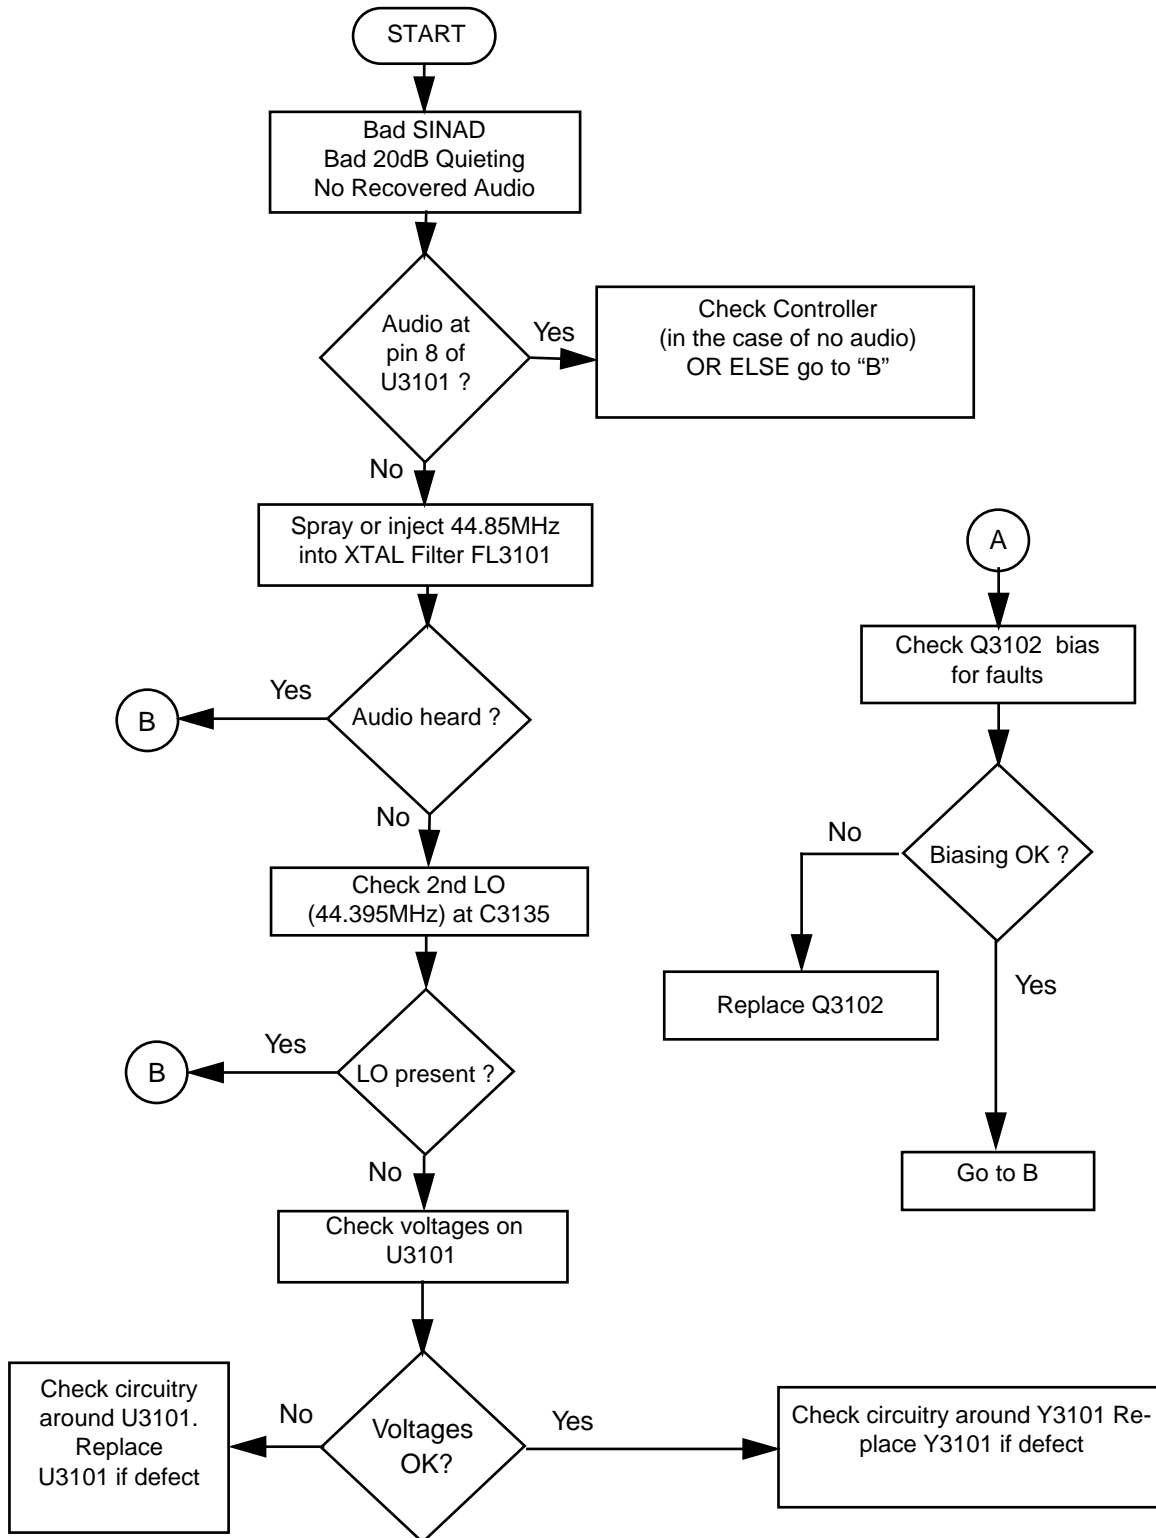 START
Bad SINAD
Bad 20dB Quieting
No Recovered Audio
Audio at
pin 8 of
U3101 ?
Yes
Check Controller
(in the case of no audio)
OR ELSE go to “B”
No
Spray or inject 44.85MHz
into XTAL Filter FL3101
Audio heard ?
Yes
B
No
Check 2nd LO
(44.395MHz) at C3135
LO present ?
Yes
B
No
Check voltages on
U3101
Voltages
OK?
No
Check circuitry
around U3101.
Replace
U3101 if defect
Yes
Check circuitry around Y3101 Re-
place Y3101 if defect
A
Check Q3102 bias
for faults
Biasing OK ?
No
Replace Q3102
Yes
Go to B